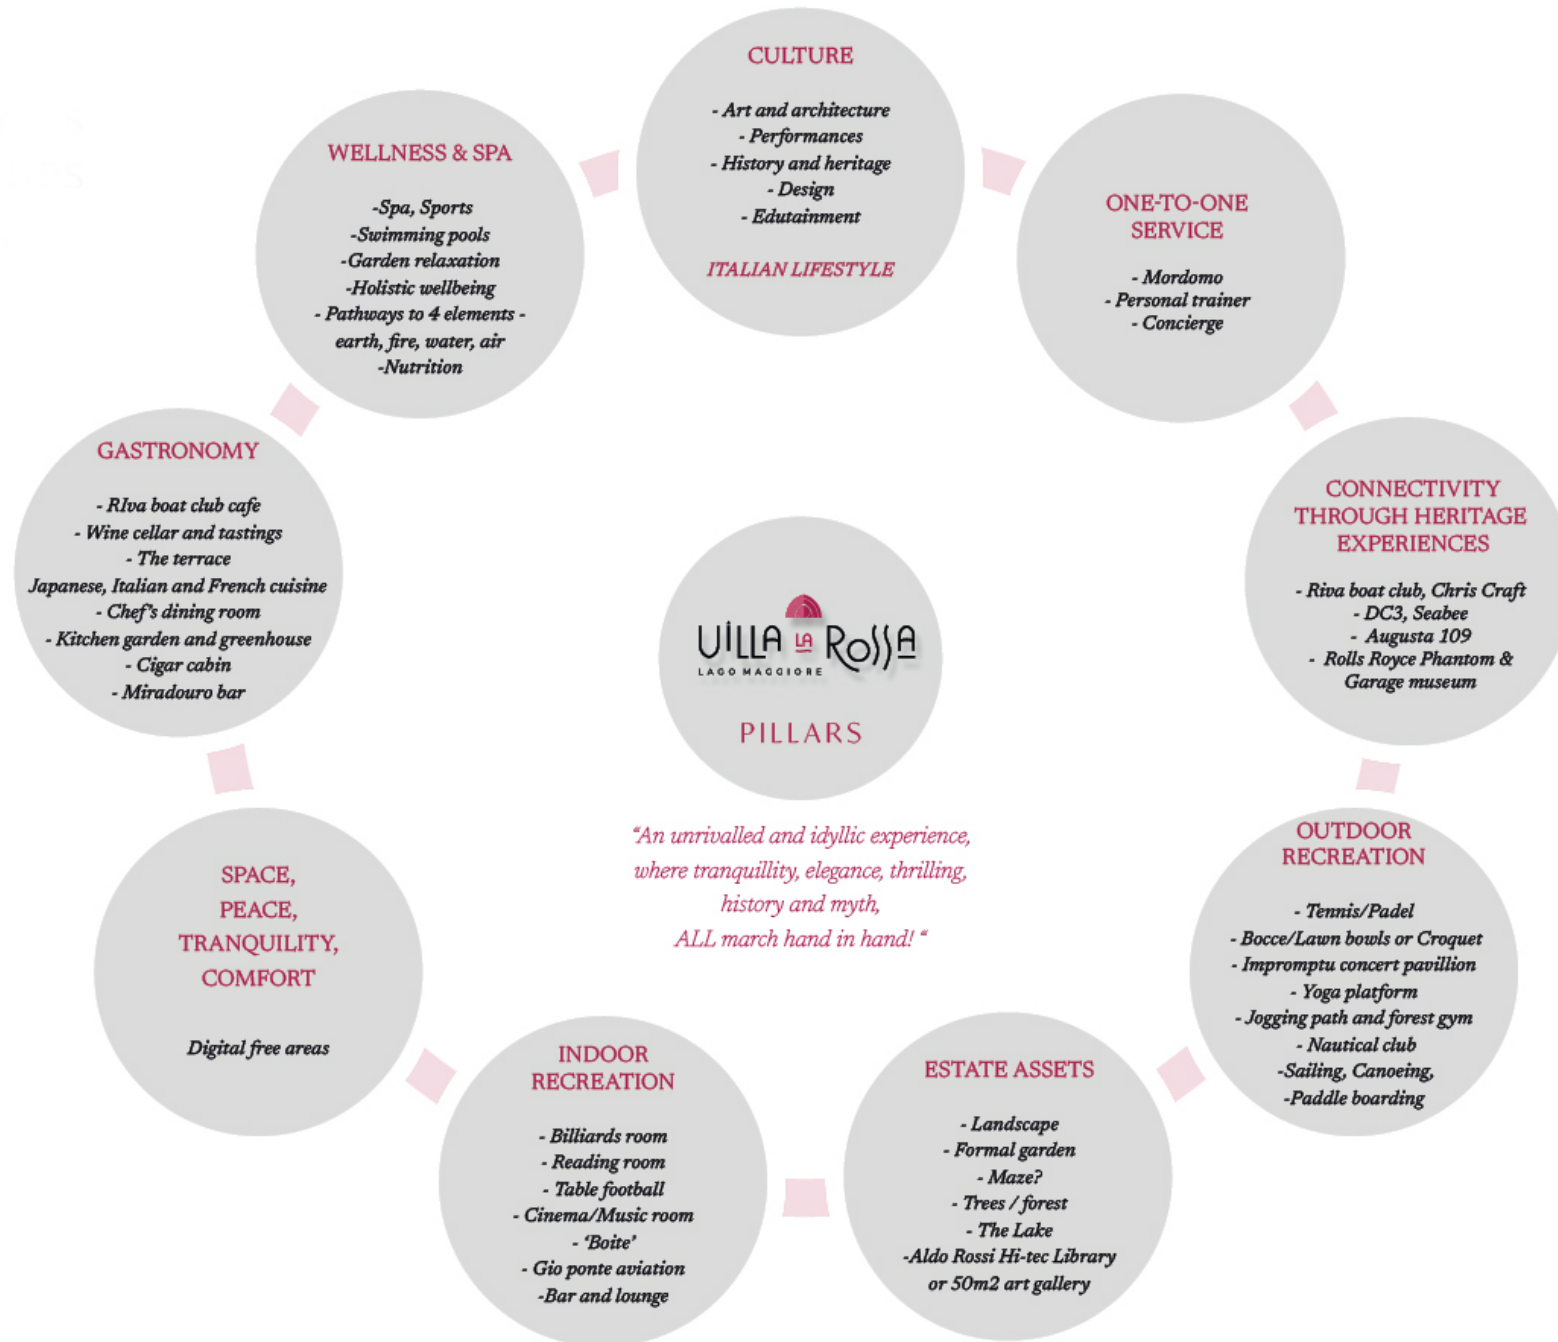 CULTURE
- Art and architecture
- Performances
- History and heritage
- Design
- Edutainment
ITALIAN LIFESTYLE
ONE-TO-ONE
SERVICE
- Mordomo
- Personal trainer
- Concierge
CONNECTIVITY
THROUGH HERITAGE
EXPERIENCES
- Riva boat club, Chris Craft
- DC3, Seabee
- Augusta 109
- Rolls Royce Phantom &
Garage museum
OUTDOOR
RECREATION
- Tennis/Padel
- Bocce/Lawn bowls or Croquet
- Impromptu concert pavillion
- Yoga platform
- Jogging path and forest gym
- Nautical club
-Sailing, Canoeing,
-Paddle boarding
ESTATE ASSETS
- Landscape
- Formal garden
- Maze?
- Trees / forest
- The Lake
-Aldo Rossi Hi-tec Library
or 50m2 art gallery
INDOOR
RECREATION
- Billiards room
- Reading room
- Table football
- Cinema/Music room
- ‘Boite’
- Gio ponte aviation
-Bar and lounge
SPACE,
PEACE,
TRANQUILITY,
COMFORT
Digital free areas
GASTRONOMY
- RIva boat club cafe
- Wine cellar and tastings
- The terrace
Japanese, Italian and French cuisine
- Chef's dining room
- Kitchen garden and greenhouse
- Cigar cabin
- Miradouro bar
WELLNESS & SPA
-Spa, Sports
-Swimming pools
-Garden relaxation
-Holistic wellbeing
- Pathways to 4 elements -
earth, fire, water, air
-Nutrition
VILLA LA ROSSA
LAGO MAGGIORE
PILLARS
“An unrivalled and idyllic experience,
where tranquillity, elegance, thrilling,
history and myth,
ALL march hand in hand! “